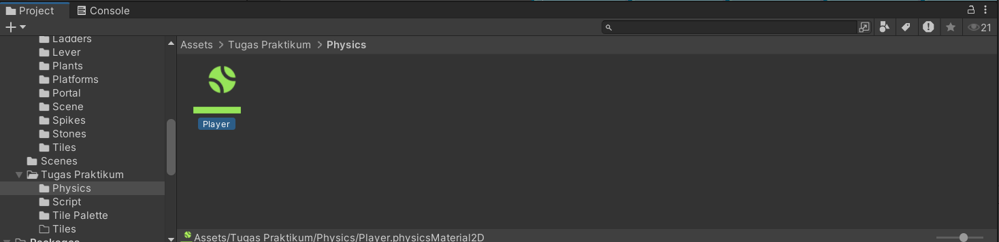 Project Console
21
Assets > Tugas Praktikum > Physics
Ladders
Lever
Plants
Platforms
Portal
Scene
Spikes
Stones
Tiles
Scenes
Tugas Praktikum
Physics
Script
Tile Palette
Tiles
Packages
Player
Assets/Tugas Praktikum/Physics/Player.physicsMaterial2D